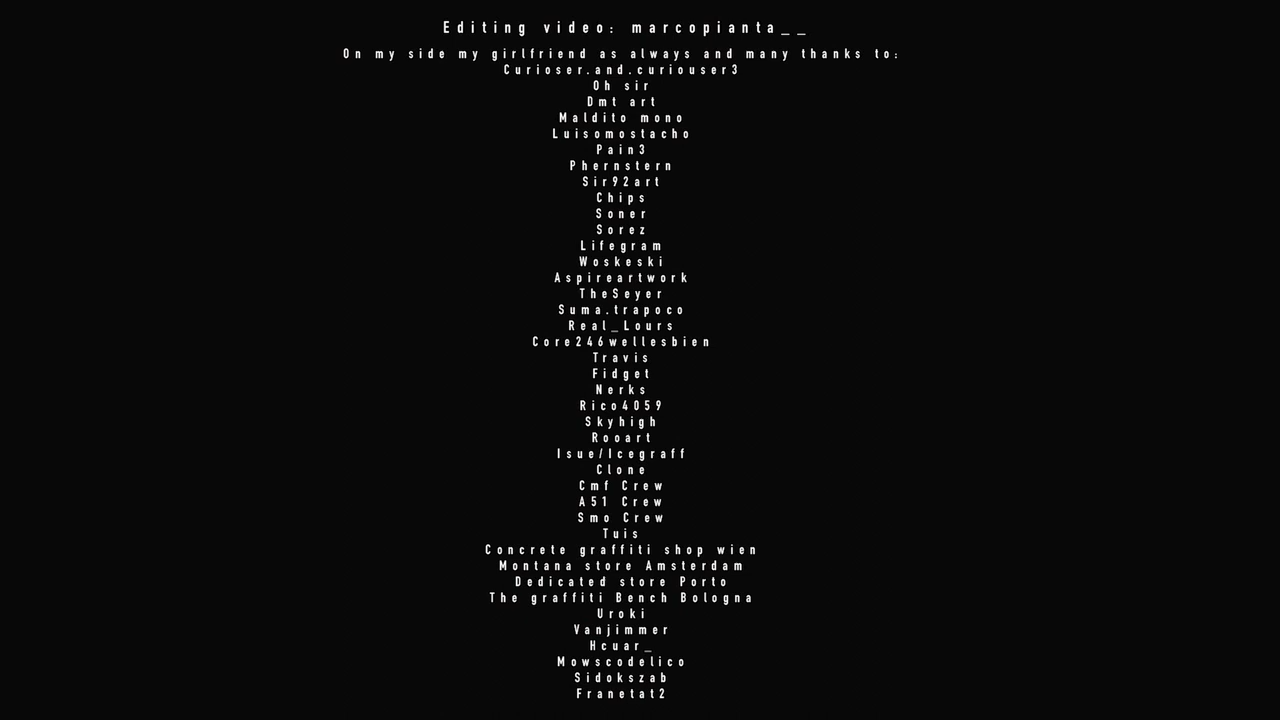 Editing video: marcopianta__
On my side my girlfriend as always and many thanks to:
Curioser.and.curiouser3
Oh sir
Dmt art
Maldito mono
Luisomostacho
Pain3
Phernstern
Sir92art
Chips
Soner
Sorez
Lifegram
Woskeski
Aspireartwork
TheSeyer
Suma.trapoco
Real_Lours
Core246wellesbien
Travis
Fidget
Nerks
Rico4059
Skyhigh
Rooart
Isue/Icegraff
Clone
Cmf Crew
A51 Crew
Smo Crew
Tuis
Concrete graffiti shop wien
Montana store Amsterdam
Dedicated store Porto
The graffiti Bench Bologna
Uroki
Vanjimmer
Hcuar_
Mowscodelico
Sidokszab
Franetat2